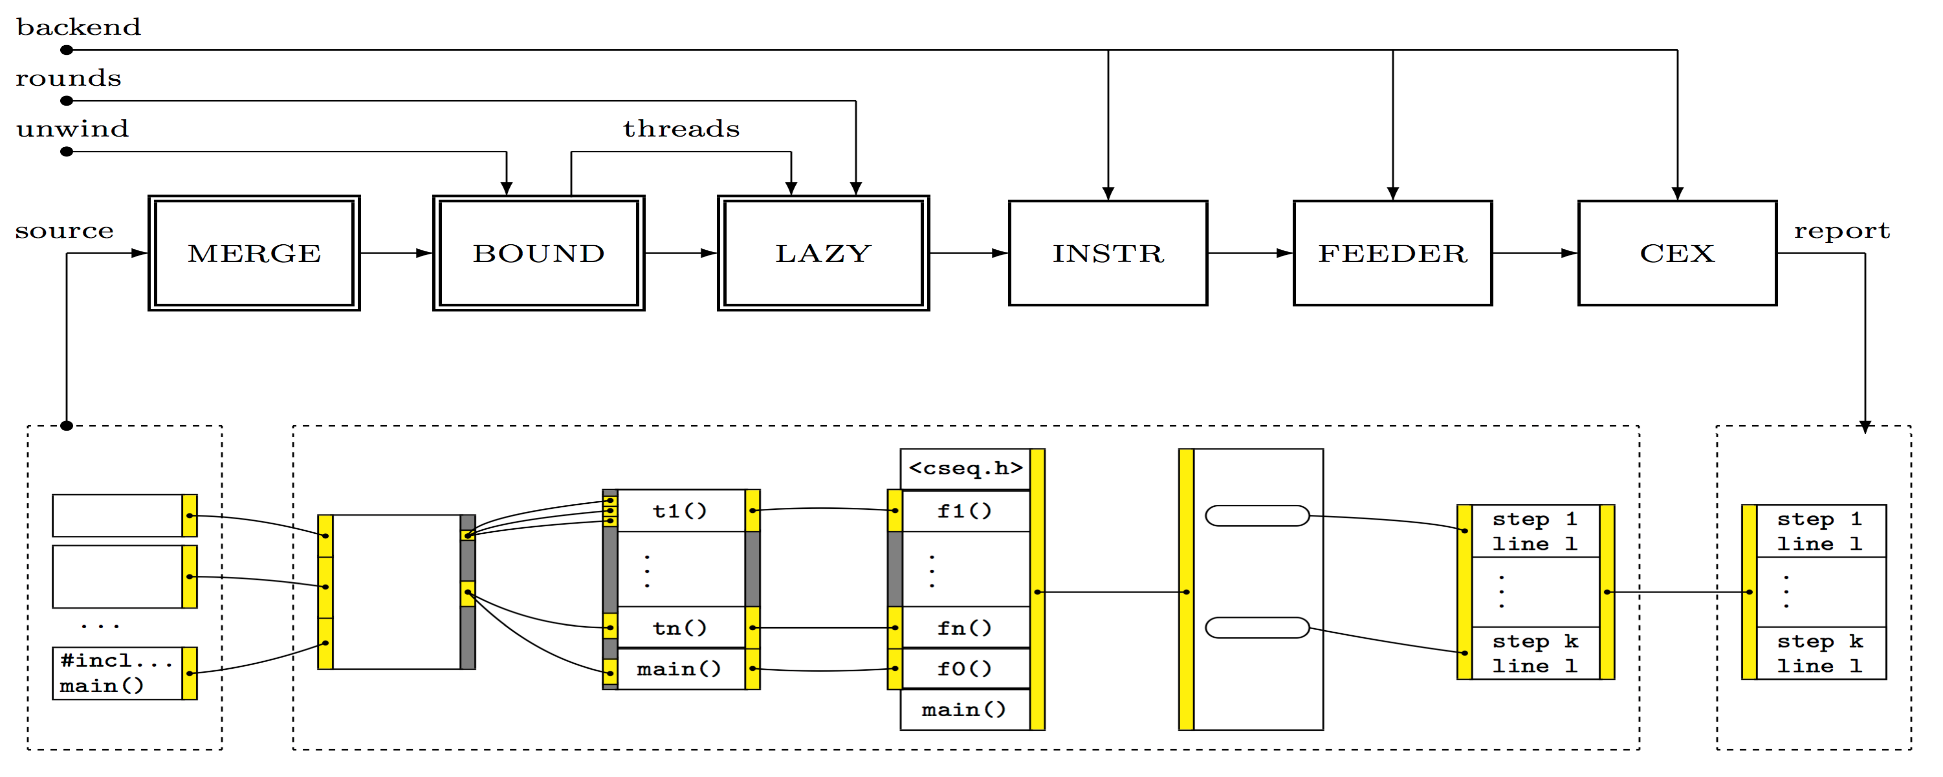 backend
rounds
unwind
threads
source
MERGE
BOUND
LAZY
INSTR
FEEDER
CEX
report
...
#incl...
main()
t1()
...
tn()
main()
<cseq.h>
f1()
...
fn()
f0()
main()
step 1
line l
...
step k
line l
step 1
line l
...
step k
line l